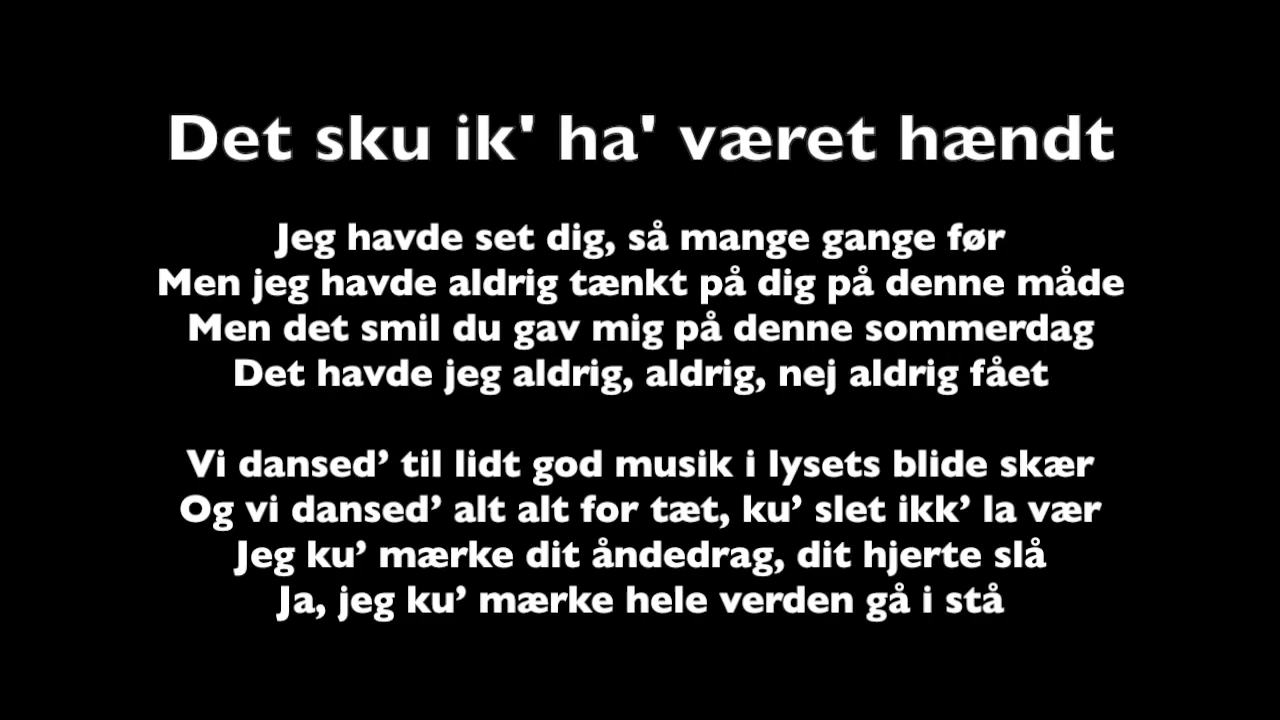 Det sku ik' ha' været hændt
Jeg havde set dig, så mange gange før
Men jeg havde aldrig tænkt på dig på denne måde
Men det smil du gav mig på denne sommerdag
Det havde jeg aldrig, aldrig, nej aldrig fået
Vi dansed’ til lidt god musik i lysets blide skær
Og vi dansed’ alt alt for tæt, ku’ slet ikk’ la vær
Jeg ku’ mærke dit åndedrag, dit hjerte slå
Ja, jeg ku’ mærke hele verden gå i stå